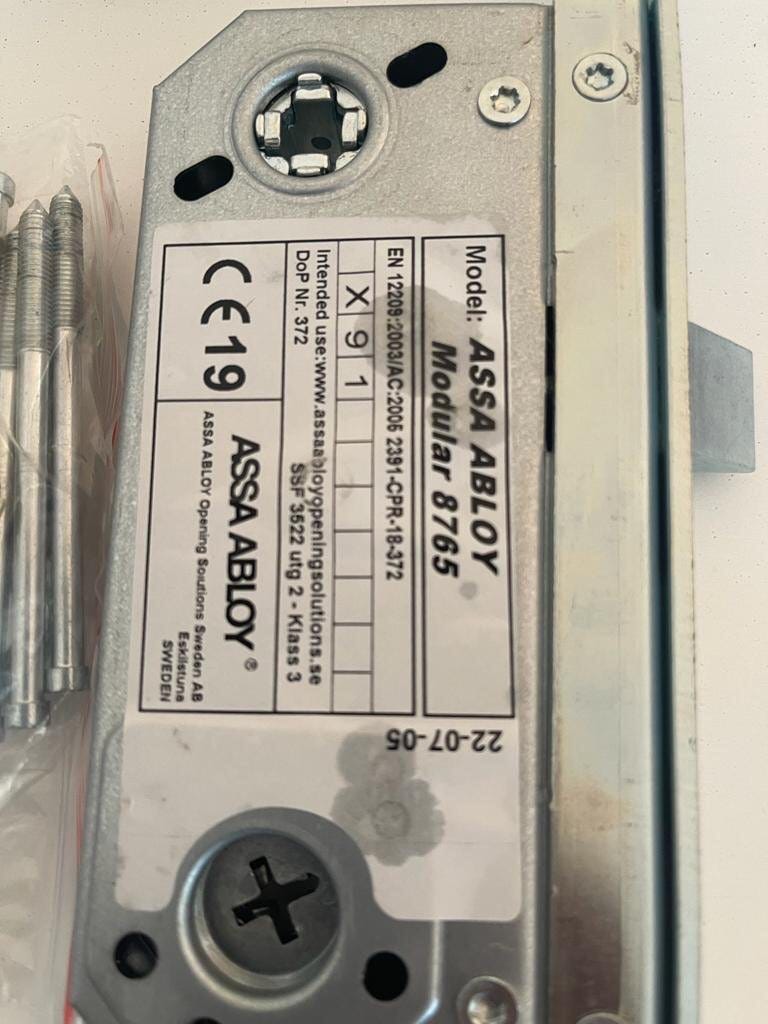 Model: ASSA ABLOY
Modular 8765
EN 12209:2003/AC:2006 2391-CPR-18-372
X 9 1
Intended use:www.assaabloyopeningsolutions.se
DoP Nr. 372
SSF 3522 utg 2 - Klass 3
CE 19
ASSA ABLOY ®
ASSA ABLOY Opening Solutions Sweden AB
Eskilstuna
SWEDEN
22-07-05